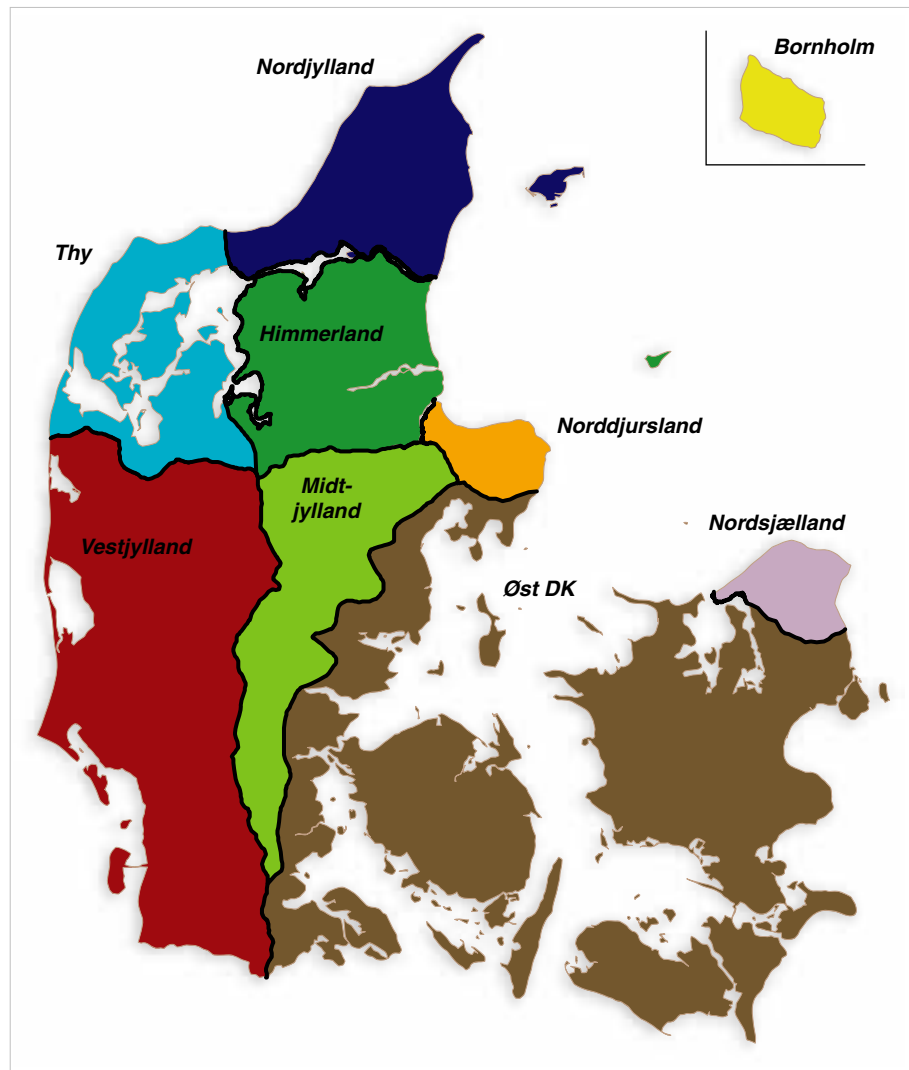 Bornholm
Nordjylland
Thy
Himmerland
Norddjursland
Midt-
jylland
Nordsjælland
Vestjylland
Øst DK